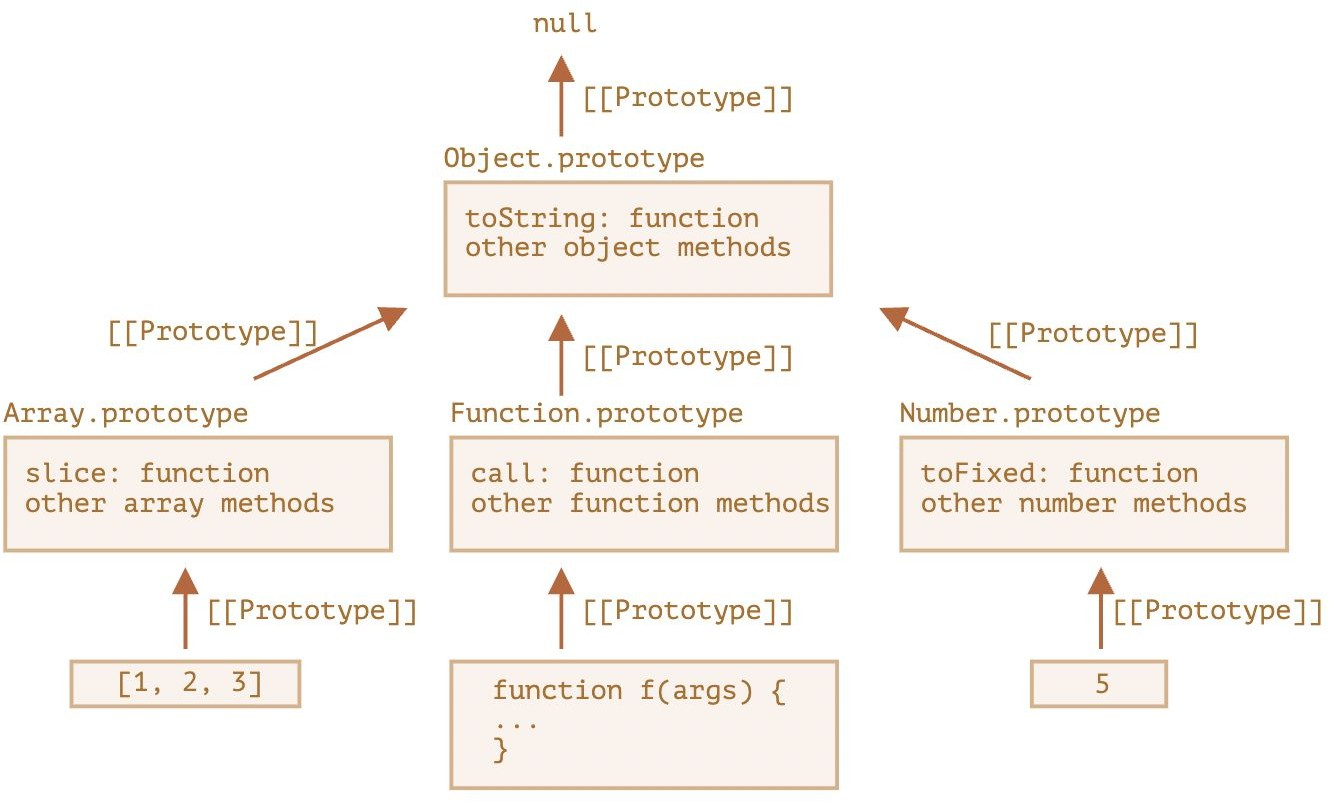 null
[[Prototype]]
Object.prototype
toString: function
other object methods
[[Prototype]]
[[Prototype]]
[[Prototype]]
Array.prototype
slice: function
other array methods
Function.prototype
call: function
other function methods
Number.prototype
toFixed: function
other number methods
[[Prototype]]
[[Prototype]]
[[Prototype]]
[1, 2, 3]
function f(args) {
...
}
5